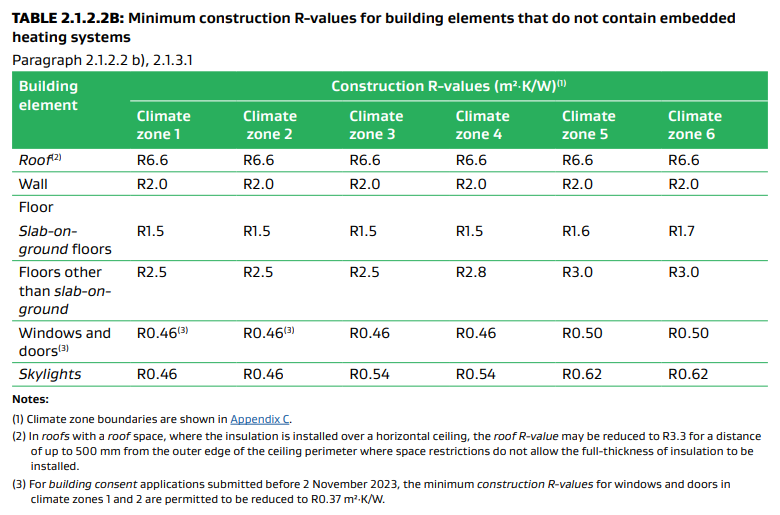 TABLE 2.1.2.2B: Minimum construction R-values for building elements that do not contain embedded
heating systems
Paragraph 2.1.2.2 b), 2.1.3.1
Building element Construction R-values (m²·K/W)(1)
Climate zone 1 Climate zone 2 Climate zone 3 Climate zone 4 Climate zone 5 Climate zone 6
Roof(2) R6.6 R6.6 R6.6 R6.6 R6.6 R6.6
Wall R2.0 R2.0 R2.0 R2.0 R2.0 R2.0
Floor
Slab-on-ground floors R1.5 R1.5 R1.5 R1.5 R1.6 R1.7
Floors other than slab-on-ground R2.5 R2.5 R2.5 R2.8 R3.0 R3.0
Windows and doors(3) R0.46(3) R0.46(3) R0.46 R0.46 R0.50 R0.50
Skylights R0.46 R0.46 R0.54 R0.54 R0.62 R0.62
Notes:
(1) Climate zone boundaries are shown in Appendix C.
(2) In roofs with a roof space, where the insulation is installed over a horizontal ceiling, the roof R-value may be reduced to R3.3 for a distance
of up to 500 mm from the outer edge of the ceiling perimeter where space restrictions do not allow the full-thickness of insulation to be
installed.
(3) For building consent applications submitted before 2 November 2023, the minimum construction R-values for windows and doors in
climate zones 1 and 2 are permitted to be reduced to R0.37 m²·K/W.